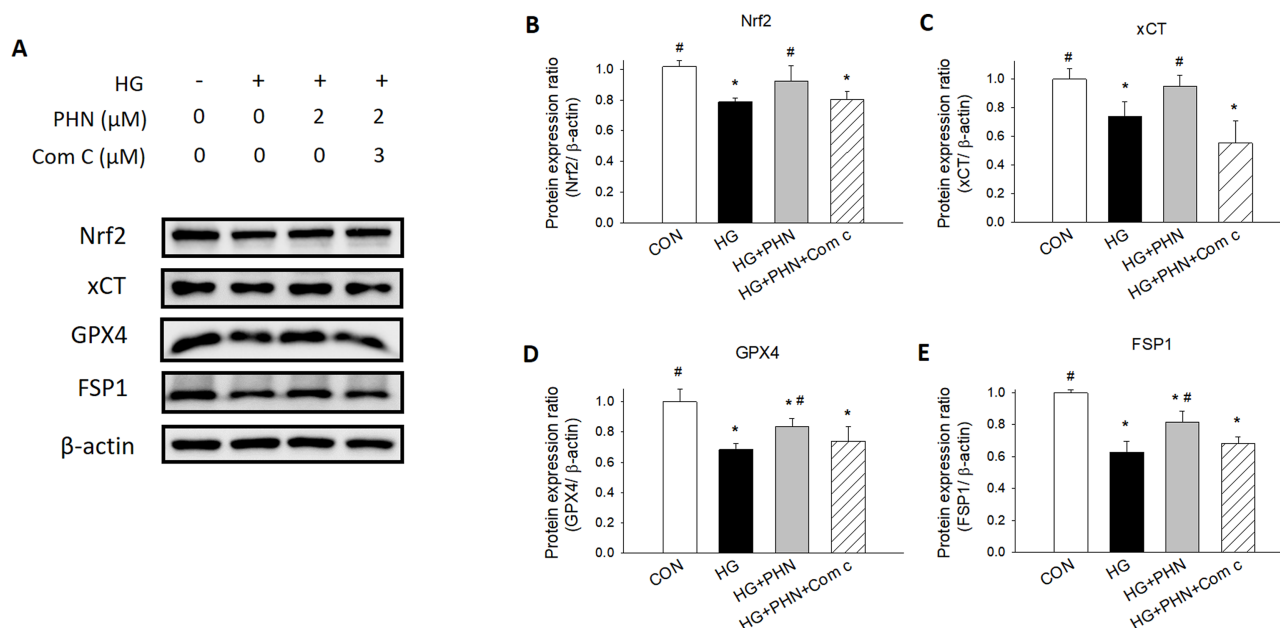 A
HG - + + +
PHN (µM) 0 0 2 2
Com C (µM) 0 0 0 3
Nrf2
xCT
GPX4
FSP1
β-actin
B
Nrf2
Protein expression ratio
(Nrf2/ β-actin)
1.0
0.8
0.6
0.4
0.2
0.0
# * # *
CON HG HG+PHN HG+PHN+Com c
C
xCT
Protein expression ratio
(xCT/ β-actin)
1.0
0.8
0.6
0.4
0.2
0.0
# * # *
CON HG HG+PHN HG+PHN+Com c
D
GPX4
Protein expression ratio
(GPX4/ β-actin)
1.0
0.8
0.6
0.4
0.2
0.0
# * * # *
CON HG HG+PHN HG+PHN+Com c
E
FSP1
Protein expression ratio
(FSP1/ β-actin)
1.0
0.8
0.6
0.4
0.2
0.0
# * * # *
CON HG HG+PHN HG+PHN+Com c